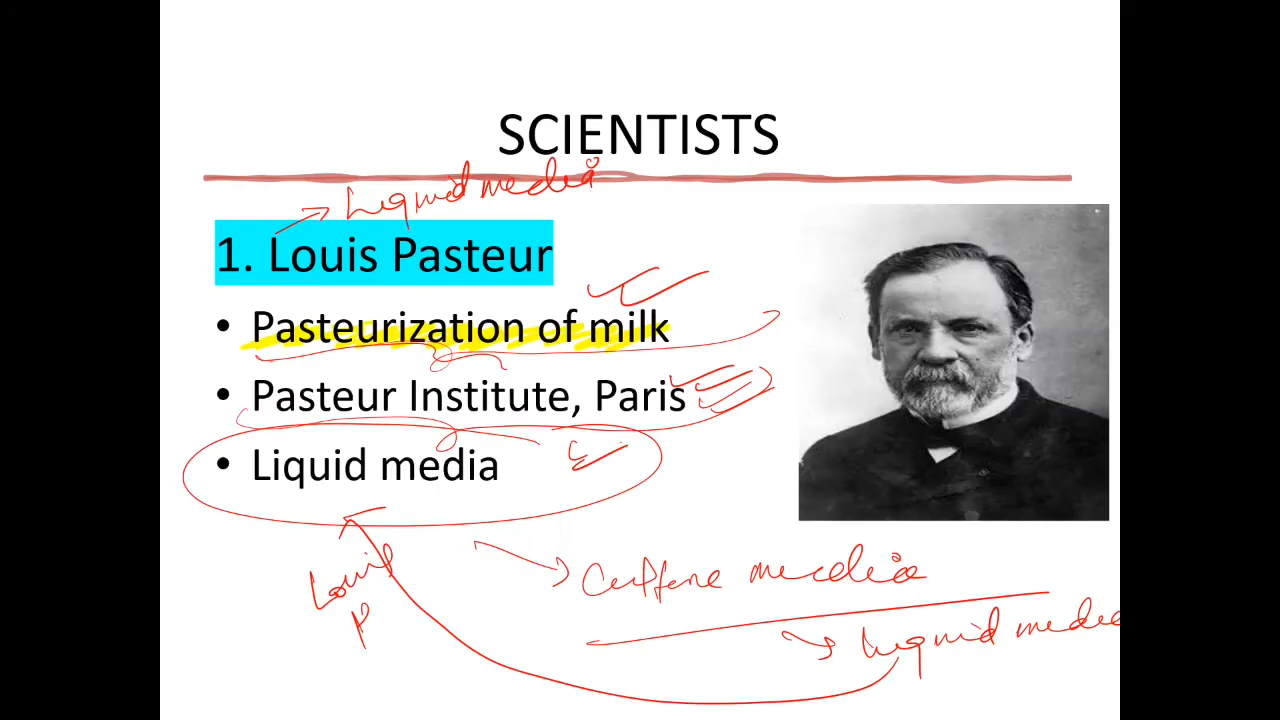 SCIENTISTS
Liquid media
1. Louis Pasteur
• Pasteurization of milk
• Pasteur Institute, Paris
• Liquid media
Louis
P
Culture media
Liquid media